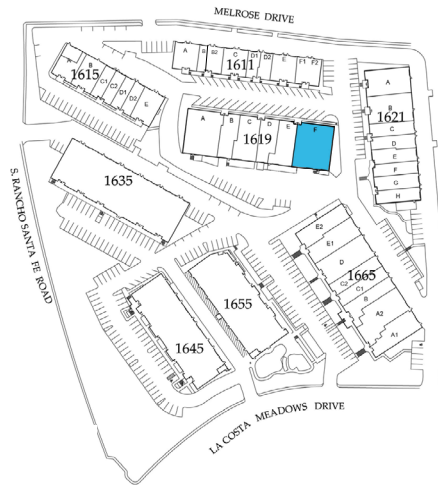 MELROSE DRIVE
A B B2 C D1 D2 E F1 F2
1611
A B C1 C2 D1 D2 E
1615
A B C D E F
1619
A
B
1621
C
D
E
F
G
H
1635
S. RANCHO SANTA FE ROAD
E2
E1
D
1665
C2 C1
B
A2
A1
1655
1645
LA COSTA MEADOWS DRIVE